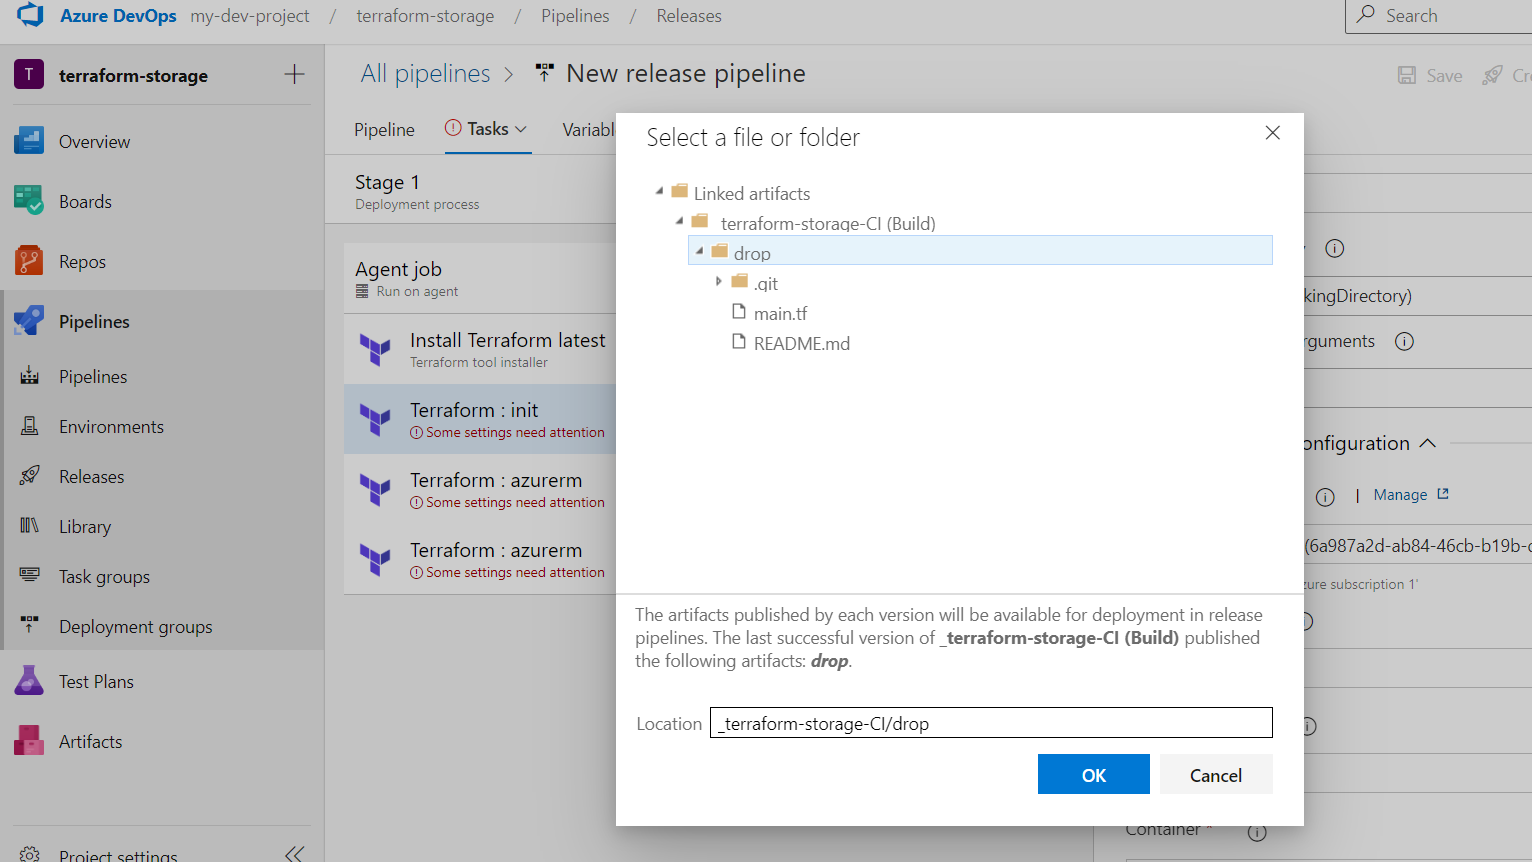 Azure DevOps my-dev-project / terraform-storage / Pipelines / Releases
Search
T terraform-storage
Overview
Boards
Repos
Pipelines
Pipelines
Environments
Releases
Library
Task groups
Deployment groups
Test Plans
Artifacts
Project settings
All pipelines > New release pipeline
Save
Pipeline Tasks
Stage 1
Deployment process
Agent job
Run on agent
Install Terraform latest
Terraform tool installer
Terraform : init
Some settings need attention
Terraform : azurerm
Some settings need attention
Terraform : azurerm
Some settings need attention
Select a file or folder
Linked artifacts
terraform-storage-CI (Build)
drop
.git
main.tf
README.md
The artifacts published by each version will be available for deployment in release
pipelines. The last successful version of _terraform-storage-CI (Build) published
the following artifacts: drop.
Location _terraform-storage-CI/drop
OK Cancel
kingDirectory)
rguments
onfiguration
| Manage
(6a987a2d-ab84-46cb-b19b-
zure subscription 1'
Container *